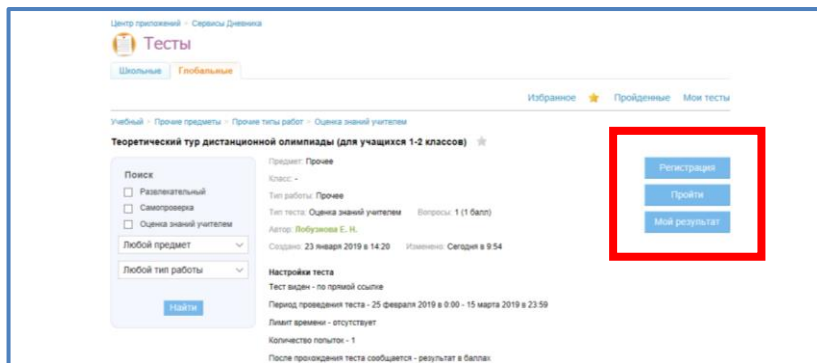 Центр приложений > Сервисы Дневника
Тесты
Школьные Глобальные
Избранное Пройденные Мои тесты
Учебный > Прочие предметы > Прочие типы работ > Оценка знаний учителем
Теоретический тур дистанционной олимпиады (для учащихся 1-2 классов)
Поиск
Развлекательный
Самопроверка
Оценка знаний учителем
Любой предмет
Любой тип работы
Найти
Предмет: Прочее
Класс: -
Тип работы: Прочее
Тип теста: Оценка знаний учителем Вопросы: 1 (1 балл)
Автор: Лобузнова Е. Н.
Создано: 23 января 2019 в 14:20 Изменено: Сегодня в 9:54
Настройки теста
Тест виден - по прямой ссылке
Период проведения теста - 25 февраля 2019 в 0:00 - 15 марта 2019 в 23:59
Лимит времени - отсутствует
Количество попыток - 1
После прохождения теста сообщается - результат в баллах
Регистрация
Пройти
Мой результат